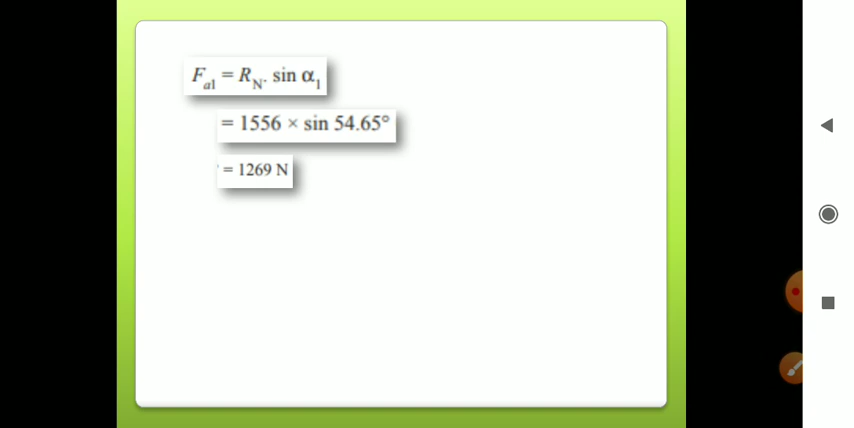 Fa1 = RN. sin α1
= 1556 × sin 54.65°
= 1269 N